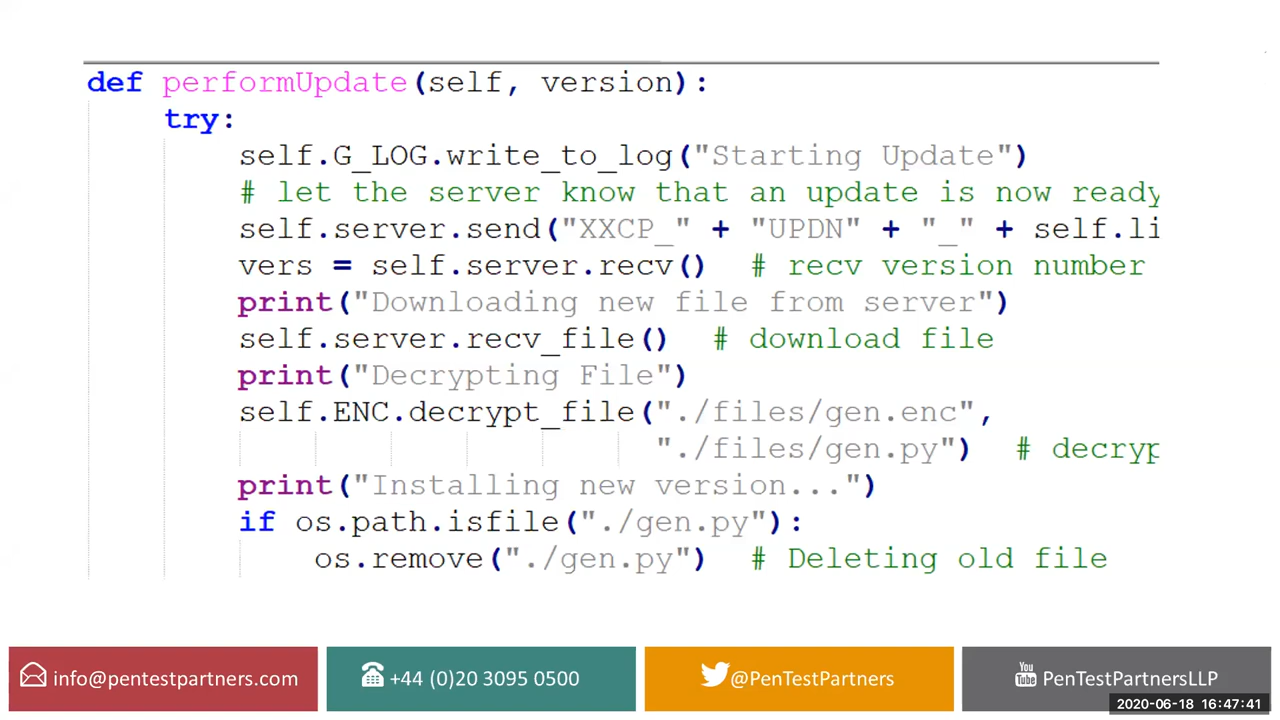 def performUpdate(self, version):
try:
self.G_LOG.write_to_log("Starting Update")
# let the server know that an update is now ready
self.server.send("XXCP_" + "UPDN" + "_" + self.li
vers = self.server.recv() # recv version number
print("Downloading new file from server")
self.server.recv_file() # download file
print("Decrypting File")
self.ENC.decrypt_file("./files/gen.enc",
"./files/gen.py") # decryp
print("Installing new version...")
if os.path.isfile("./gen.py"):
os.remove("./gen.py") # Deleting old file
info@pentestpartners.com
+44 (0)20 3095 0500
@PenTestPartners
You Tube PenTestPartnersLLP
2020-06-18 16:47:41